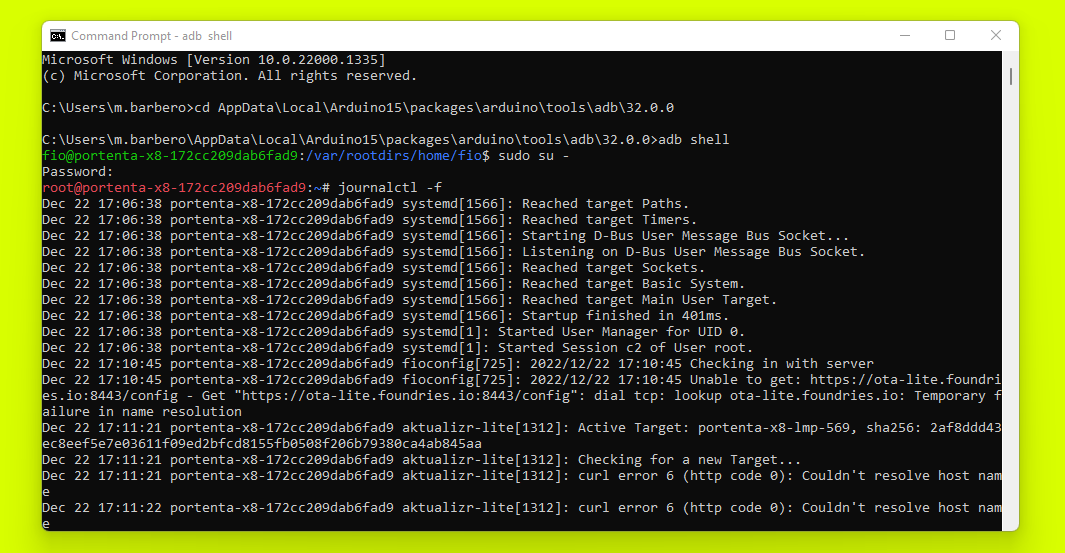 Command Prompt - adb  shell
Microsoft Windows [Version 10.0.22000.1335]
(c) Microsoft Corporation. All rights reserved.
C:\Users\m.barbero>cd AppData\Local\Arduino15\packages\arduino\tools\adb\32.0.0
C:\Users\m.barbero\AppData\Local\Arduino15\packages\arduino\tools\adb\32.0.0>adb shell
fio@portenta-x8-172cc209dab6fad9:/var/rootdirs/home/fio$ sudo su -
Password:
root@portenta-x8-172cc209dab6fad9:~# journalctl -f
Dec 22 17:06:38 portenta-x8-172cc209dab6fad9 systemd[1566]: Reached target Paths.
Dec 22 17:06:38 portenta-x8-172cc209dab6fad9 systemd[1566]: Reached target Timers.
Dec 22 17:06:38 portenta-x8-172cc209dab6fad9 systemd[1566]: Starting D-Bus User Message Bus Socket...
Dec 22 17:06:38 portenta-x8-172cc209dab6fad9 systemd[1566]: Listening on D-Bus User Message Bus Socket.
Dec 22 17:06:38 portenta-x8-172cc209dab6fad9 systemd[1566]: Reached target Sockets.
Dec 22 17:06:38 portenta-x8-172cc209dab6fad9 systemd[1566]: Reached target Basic System.
Dec 22 17:06:38 portenta-x8-172cc209dab6fad9 systemd[1566]: Reached target Main User Target.
Dec 22 17:06:38 portenta-x8-172cc209dab6fad9 systemd[1566]: Startup finished in 401ms.
Dec 22 17:06:38 portenta-x8-172cc209dab6fad9 systemd[1]: Started User Manager for UID 0.
Dec 22 17:06:38 portenta-x8-172cc209dab6fad9 systemd[1]: Started Session c2 of User root.
Dec 22 17:10:45 portenta-x8-172cc209dab6fad9 fioconfig[725]: 2022/12/22 17:10:45 Checking in with server
Dec 22 17:10:45 portenta-x8-172cc209dab6fad9 fioconfig[725]: 2022/12/22 17:10:45 Unable to get: https://ota-lite.foundri
es.io:8443/config - Get "https://ota-lite.foundries.io:8443/config": dial tcp: lookup ota-lite.foundries.io: Temporary f
ailure in name resolution
Dec 22 17:11:21 portenta-x8-172cc209dab6fad9 aktualizr-lite[1312]: Active Target: portenta-x8-lmp-569, sha256: 2af8ddd43
ec8eef5e7e03611f09ed2bfcd8155fb0508f206b79380ca4ab845aa
Dec 22 17:11:21 portenta-x8-172cc209dab6fad9 aktualizr-lite[1312]: Checking for a new Target...
Dec 22 17:11:21 portenta-x8-172cc209dab6fad9 aktualizr-lite[1312]: curl error 6 (http code 0): Couldn't resolve host nam
e
Dec 22 17:11:22 portenta-x8-172cc209dab6fad9 aktualizr-lite[1312]: curl error 6 (http code 0): Couldn't resolve host nam
e